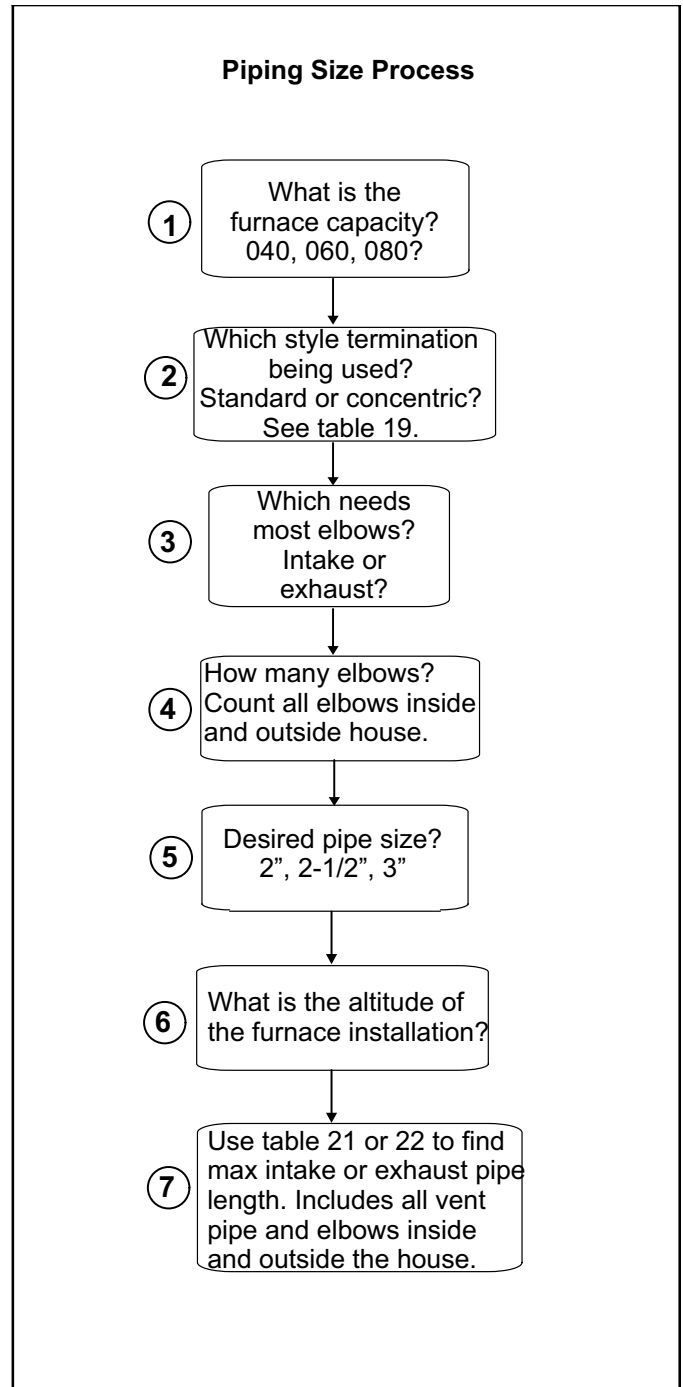 Piping Size Process
1
What is the
furnace capacity?
040, 060, 080?
2
Which style termination
being used?
Standard or concentric?
See table 19.
3
Which needs
most elbows?
Intake or
exhaust?
4
How many elbows?
Count all elbows inside
and outside house.
5
Desired pipe size?
2”, 2-1/2”, 3”
6
What is the altitude of
the furnace installation?
7
Use table 21 or 22 to find
max intake or exhaust pipe
length. Includes all vent
pipe and elbows inside
and outside the house.